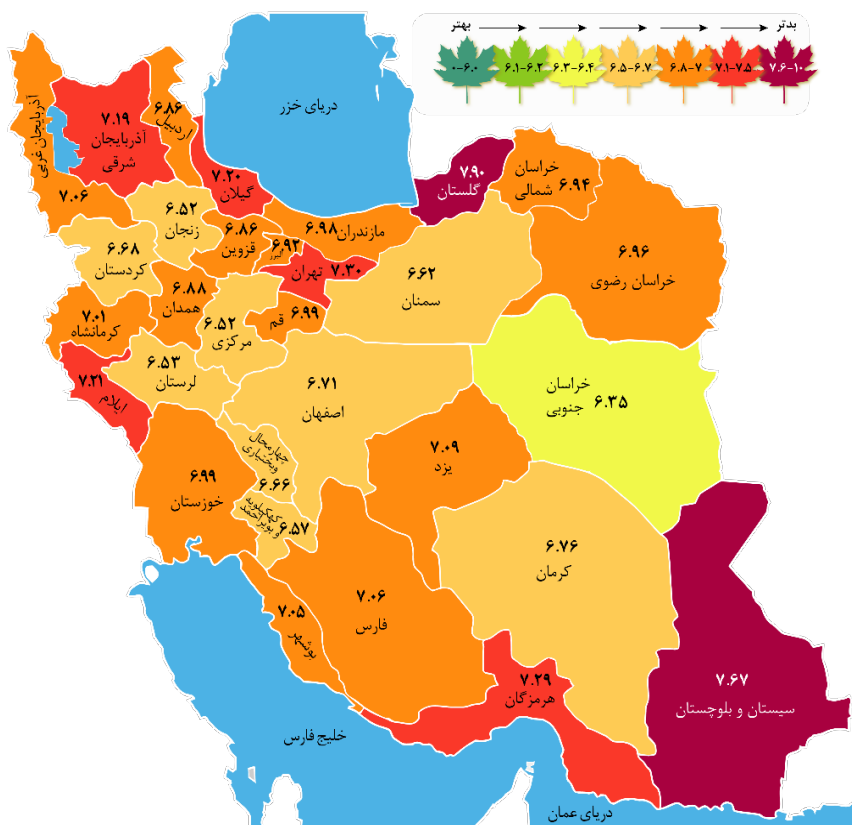 بهتر
بدتر
۰-۶.۰
۶.۱-۶.۲
۶.۳-۶.۴
۶.۵-۶.۷
۶.۸-۷
۷.۱-۷.۵
۷.۶-۱۰
دریای خزر
آذربایجان غربی
۷.۰۶
۷.۱۹
آذربایجان
شرقی
۶.۸۶
اردبیل
۷.۲۰
گیلان
۷.۹۰
گلستان
خراسان
شمالی
۶.۹۴
۶.۹۶
خراسان رضوی
۶.۵۲
زنجان
۶.۸۶
قزوین
۶.۹۲
البرز
مازندران ۶.۹۸
تهران ۷.۳۰
۶.۶۲
سمنان
۶.۶۸
کردستان
۶.۸۸
همدان
۶.۵۲
مرکزی
قم ۶.۹۹
۷.۰۱
کرمانشاه
۶.۵۳
لرستان
۷.۲۱
ایلام
۶.۷۱
اصفهان
خراسان
جنوبی
۶.۳۵
چهارمحال
وبختیاری
۶.۶۶
۷.۰۹
یزد
۶.۹۹
خوزستان
کهکیلویه
و بویراحمد
۶.۵۷
۶.۷۶
کرمان
۷.۰۶
فارس
۷.۰۵
بوشهر
۷.۲۹
هرمزگان
۷.۶۷
سیستان و بلوچستان
خلیج فارس
دریای عمان